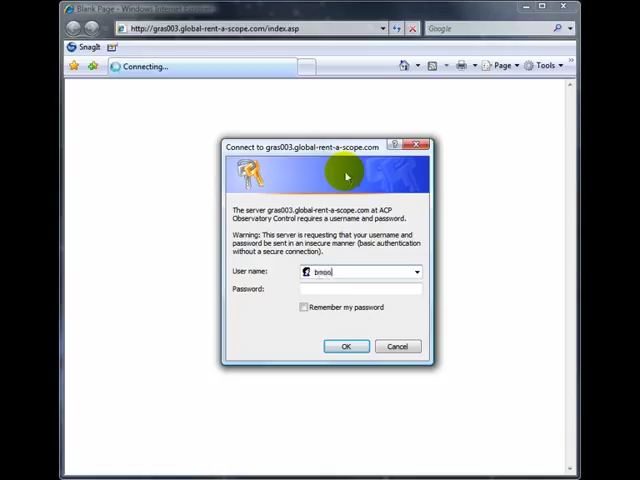 Blank Page - Windows Internet Explorer
http://gras003.global-rent-a-scope.com/index.asp
Google
SnagIt
Connecting...
Page
Tools
Connect to gras003.global-rent-a-scope.com
The server gras003.global-rent-a-scope.com at ACP
Observatory Control requires a username and password.
Warning: This server is requesting that your username and
password be sent in an insecure manner (basic authentication
without a secure connection).
User name:
Password:
Remember my password
OK
Cancel